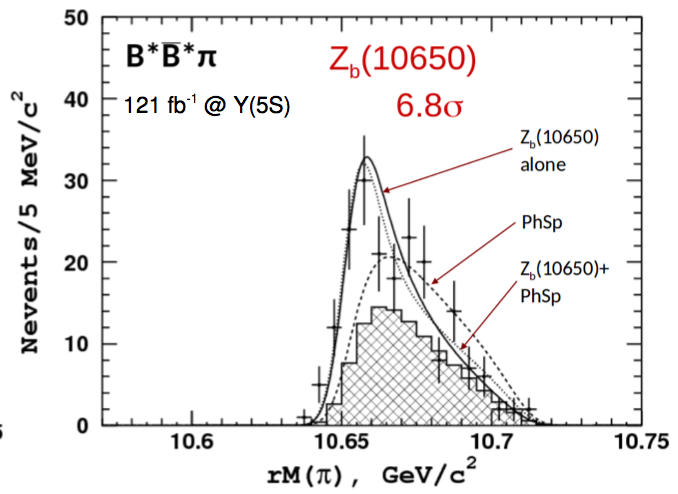 50
40
30
20
10
0
Nevents/5 MeV/c²
B*B̅*π
121 fb⁻¹ @ Y(5S)
Z_b(10650)
6.8σ
Z_b(10650)
alone
PhSp
Z_b(10650)+
PhSp
10.6 10.65 10.7 10.75
rM(π), GeV/c²